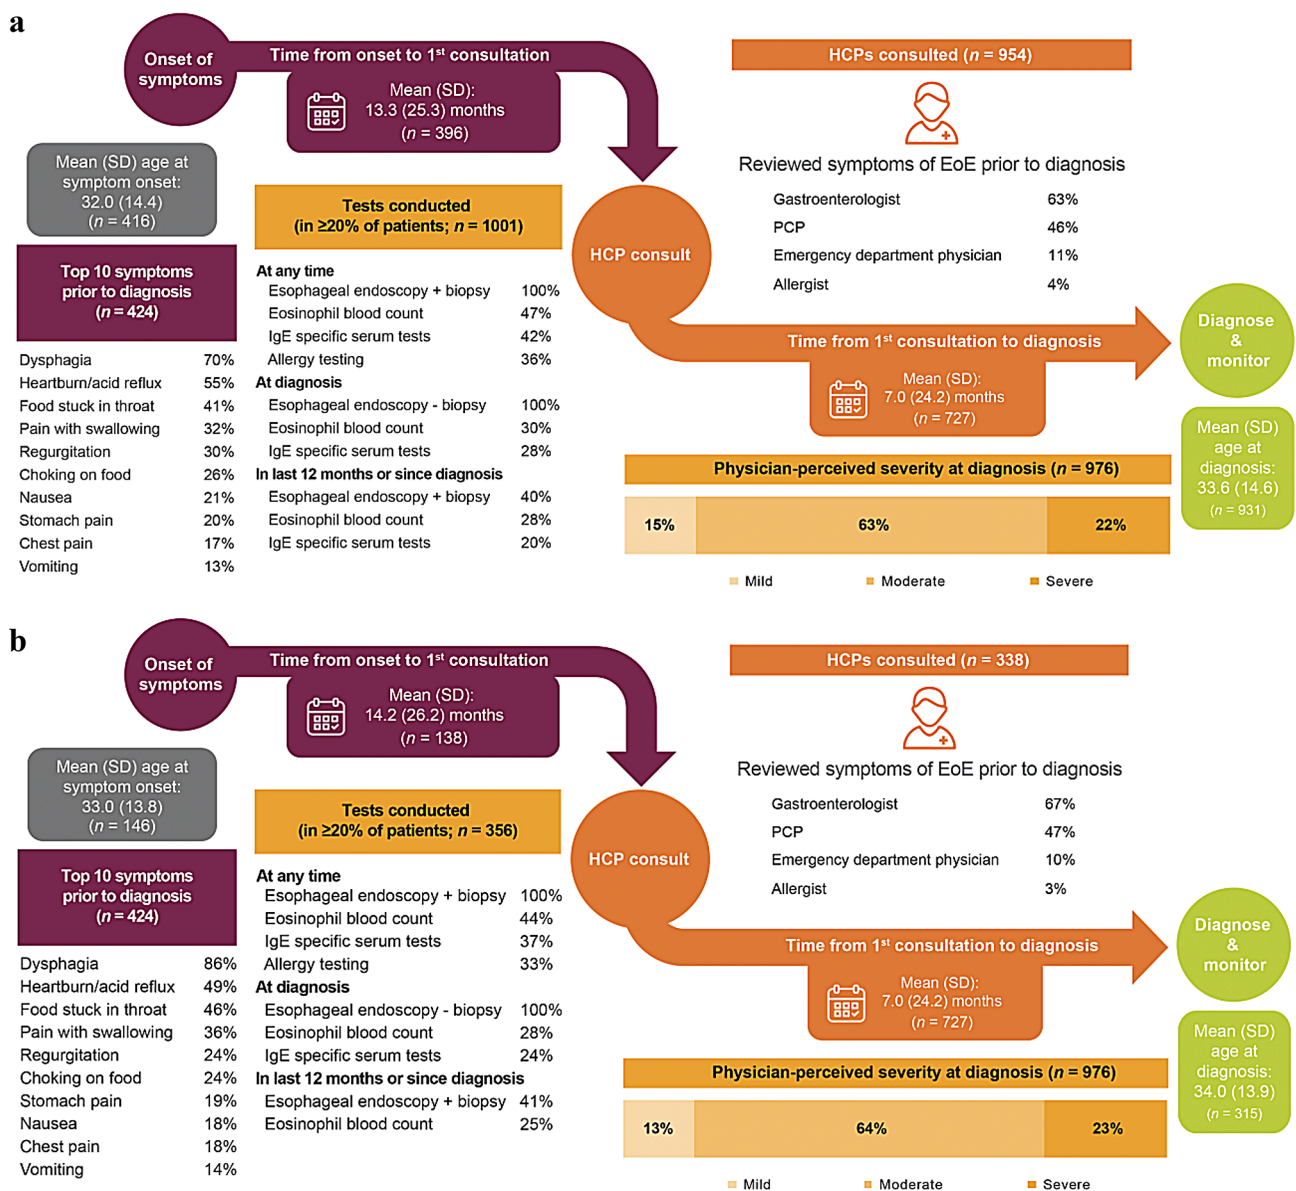 a
Onset of
symptoms
Time from onset to 1st consultation
Mean (SD):
13.3 (25.3) months
(n = 396)
HCPs consulted (n = 954)
Reviewed symptoms of EoE prior to diagnosis
Gastroenterologist 63%
PCP 46%
Emergency department physician 11%
Allergist 4%
Mean (SD) age at
symptom onset:
32.0 (14.4)
(n = 416)
Top 10 symptoms
prior to diagnosis
(n = 424)
Dysphagia 70%
Heartburn/acid reflux 55%
Food stuck in throat 41%
Pain with swallowing 32%
Regurgitation 30%
Choking on food 26%
Nausea 21%
Stomach pain 20%
Chest pain 17%
Vomiting 13%
Tests conducted
(in ≥20% of patients; n = 1001)
At any time
Esophageal endoscopy + biopsy 100%
Eosinophil blood count 47%
IgE specific serum tests 42%
Allergy testing 36%
At diagnosis
Esophageal endoscopy - biopsy 100%
Eosinophil blood count 30%
IgE specific serum tests 28%
In last 12 months or since diagnosis
Esophageal endoscopy + biopsy 40%
Eosinophil blood count 28%
IgE specific serum tests 20%
HCP consult
Time from 1st consultation to diagnosis
Mean (SD):
7.0 (24.2) months
(n = 727)
Diagnose
&
monitor
Mean (SD)
age at
diagnosis:
33.6 (14.6)
(n = 931)
Physician-perceived severity at diagnosis (n = 976)
15% 63% 22%
Mild Moderate Severe
b
Onset of
symptoms
Time from onset to 1st consultation
Mean (SD):
14.2 (26.2) months
(n = 138)
HCPs consulted (n = 338)
Reviewed symptoms of EoE prior to diagnosis
Gastroenterologist 67%
PCP 47%
Emergency department physician 10%
Allergist 3%
Mean (SD) age at
symptom onset:
33.0 (13.8)
(n = 146)
Top 10 symptoms
prior to diagnosis
(n = 424)
Dysphagia 86%
Heartburn/acid reflux 49%
Food stuck in throat 46%
Pain with swallowing 36%
Regurgitation 24%
Choking on food 24%
Stomach pain 19%
Nausea 18%
Chest pain 18%
Vomiting 14%
Tests conducted
(in ≥20% of patients; n = 356)
At any time
Esophageal endoscopy + biopsy 100%
Eosinophil blood count 44%
IgE specific serum tests 37%
Allergy testing 33%
At diagnosis
Esophageal endoscopy - biopsy 100%
Eosinophil blood count 28%
IgE specific serum tests 24%
In last 12 months or since diagnosis
Esophageal endoscopy + biopsy 41%
Eosinophil blood count 25%
HCP consult
Time from 1st consultation to diagnosis
Mean (SD):
7.0 (24.2) months
(n = 727)
Diagnose
&
monitor
Mean (SD)
age at
diagnosis:
34.0 (13.9)
(n = 315)
Physician-perceived severity at diagnosis (n = 976)
13% 64% 23%
Mild Moderate Severe